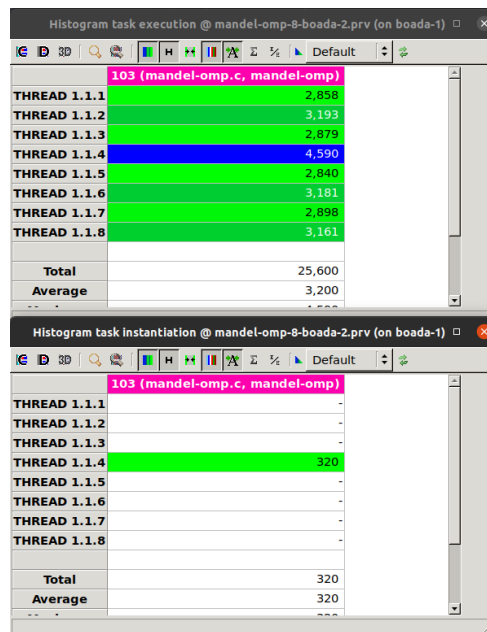 Histogram task execution @ mandel-omp-8-boada-2.prv (on boada-1)
3D H Σ ½ Default
103 (mandel-omp.c, mandel-omp)
THREAD 1.1.1 2,858
THREAD 1.1.2 3,193
THREAD 1.1.3 2,879
THREAD 1.1.4 4,590
THREAD 1.1.5 2,840
THREAD 1.1.6 3,181
THREAD 1.1.7 2,898
THREAD 1.1.8 3,161
Total 25,600
Average 3,200
Histogram task instantiation @ mandel-omp-8-boada-2.prv (on boada-1)
3D H Σ ½ Default
103 (mandel-omp.c, mandel-omp)
THREAD 1.1.1 -
THREAD 1.1.2 -
THREAD 1.1.3 -
THREAD 1.1.4 320
THREAD 1.1.5 -
THREAD 1.1.6 -
THREAD 1.1.7 -
THREAD 1.1.8 -
Total 320
Average 320